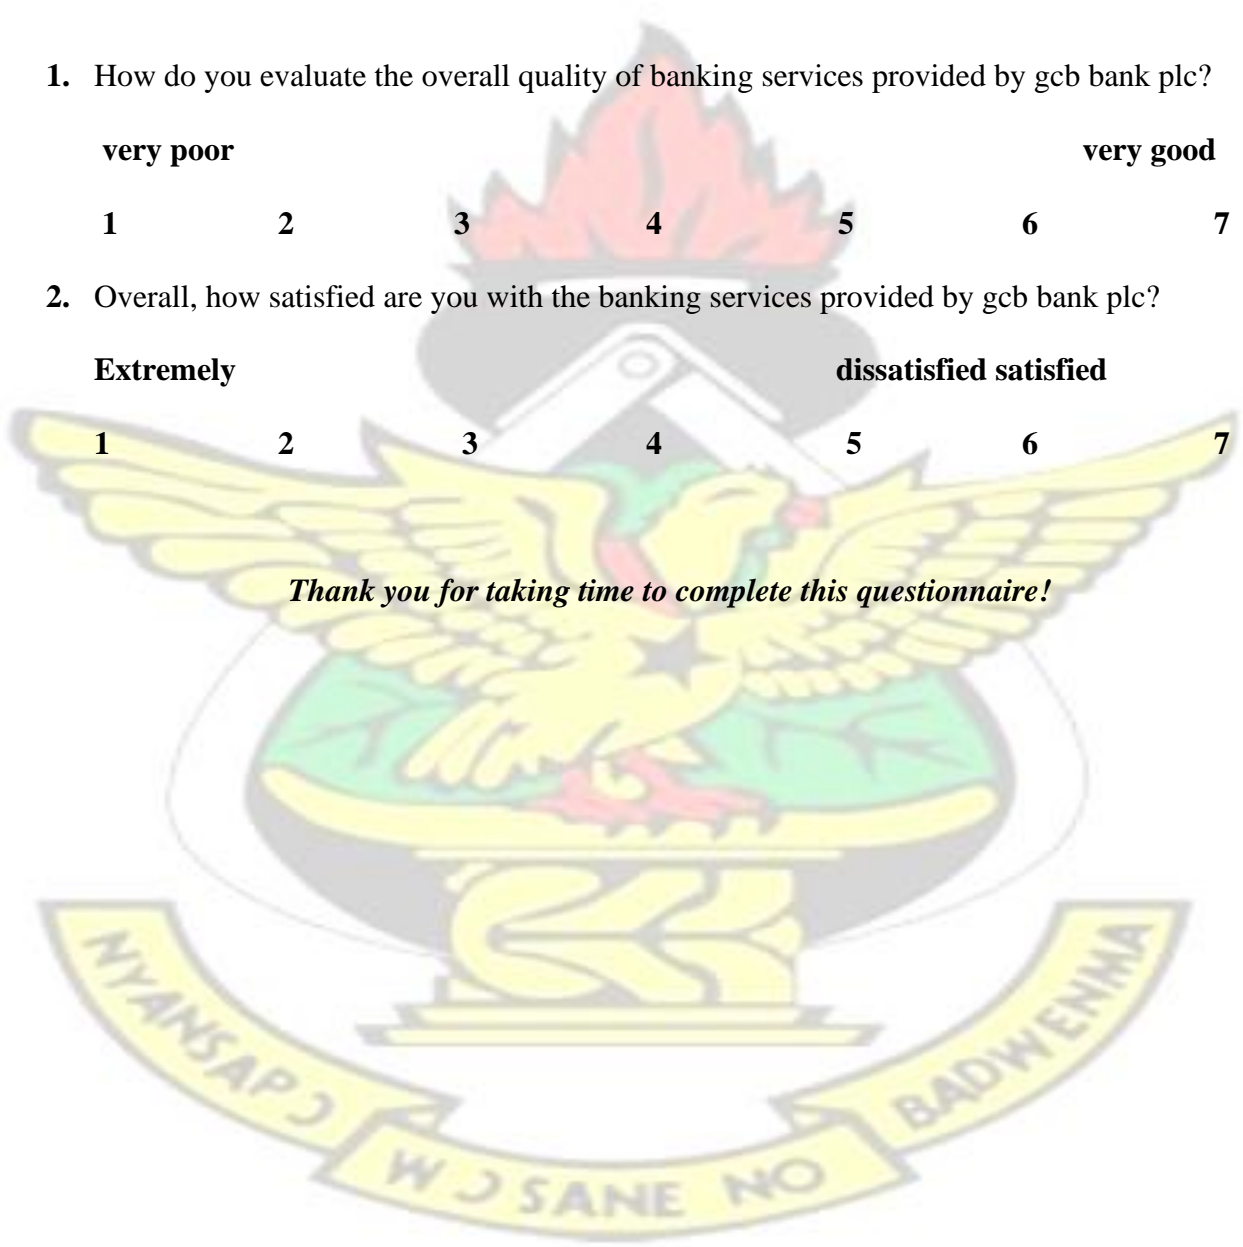 1. How do you evaluate the overall quality of banking services provided by gcb bank plc?
very poor very good
1 2 3 4 5 6 7
2. Overall, how satisfied are you with the banking services provided by gcb bank plc?
Extremely dissatisfied satisfied
1 2 3 4 5 6 7
Thank you for taking time to complete this questionnaire!
NYANSAPƆ
WƆ SANE NO
BADWENMA